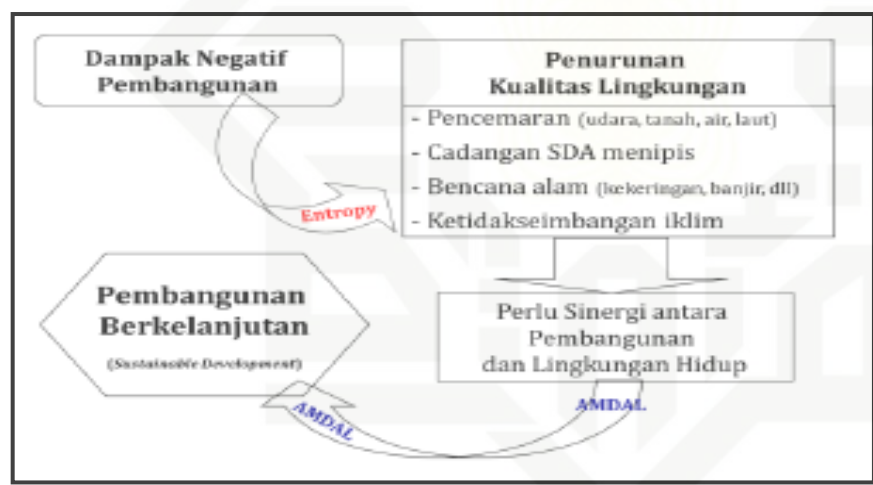 Dampak Negatif
Pembangunan
Penurunan
Kualitas Lingkungan
- Pencemaran (udara, tanah, air, laut)
- Cadangan SDA menipis
- Bencana alam (kekeringan, banjir, dll)
- Ketidakseimbangan iklim
Entropy
Perlu Sinergi antara
Pembangunan
dan Lingkungan Hidup
AMDAL
AMDAL
Pembangunan
Berkelanjutan
(Sustainable Development)